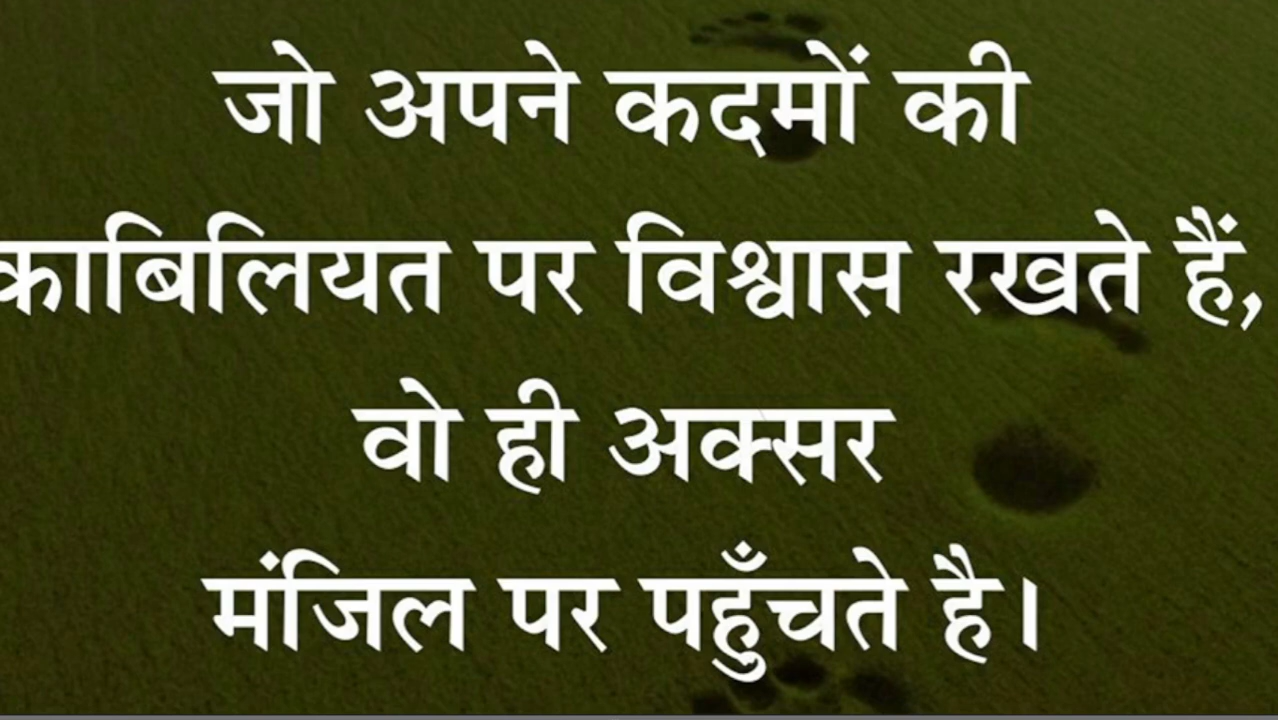 जो अपने कदमों की
काबिलियत पर विश्वास रखते हैं,
वो ही अक्सर
मंजिल पर पहुँचते है।